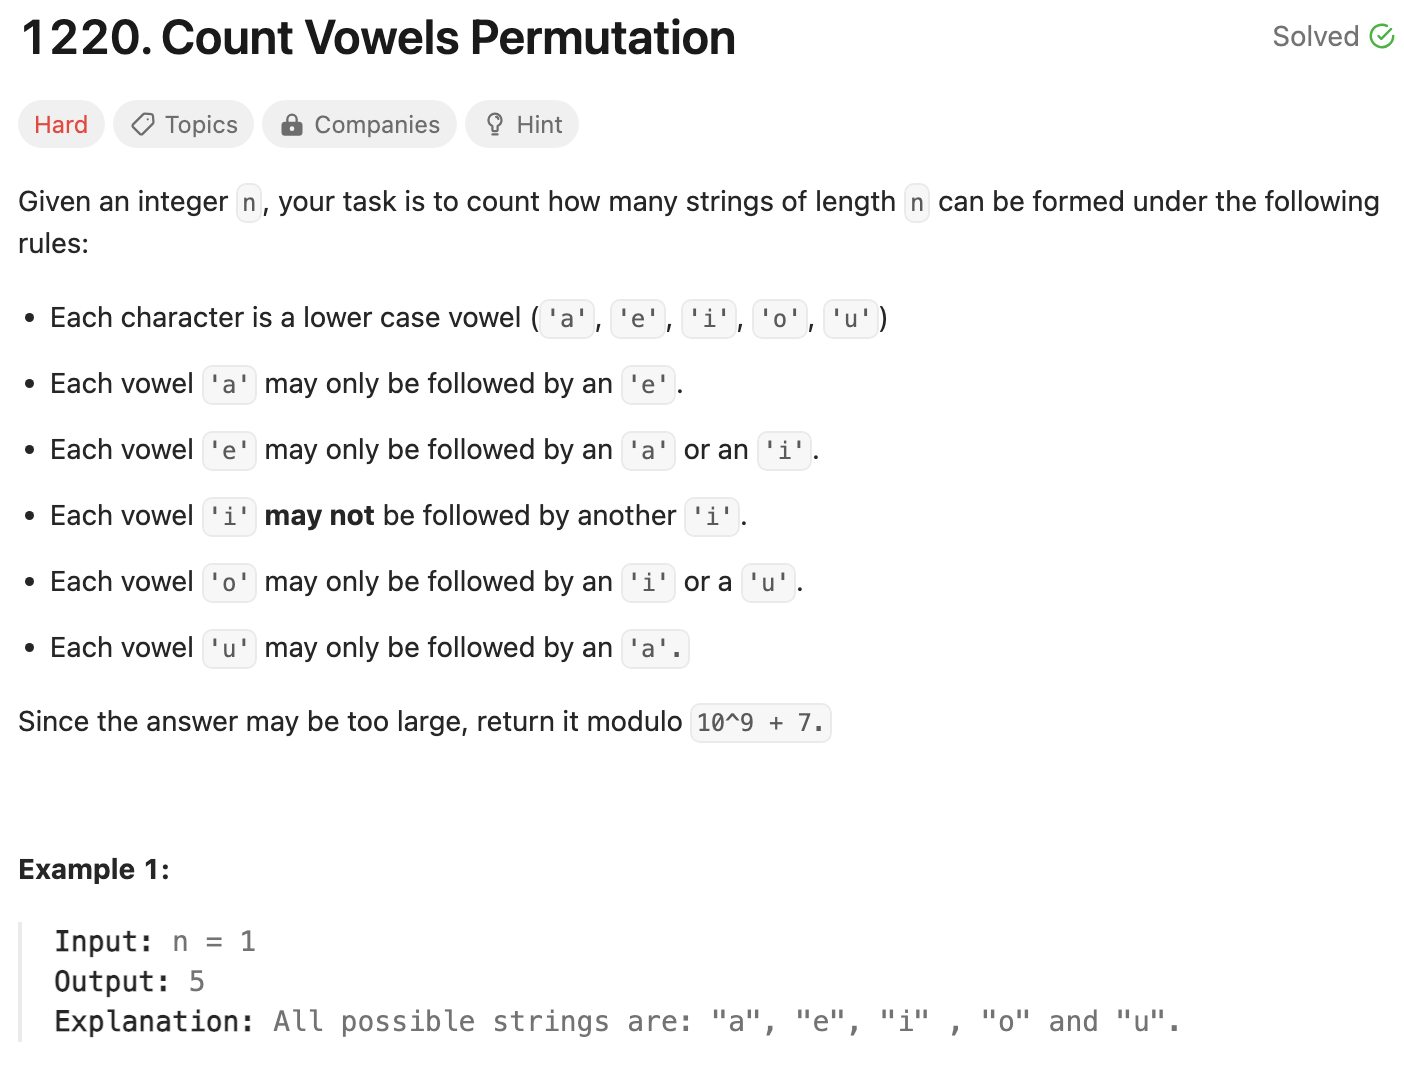 1220. Count Vowels Permutation
Solved
Hard Topics Companies Hint
Given an integer n, your task is to count how many strings of length n can be formed under the following
rules:
• Each character is a lower case vowel ('a', 'e', 'i', 'o', 'u')
• Each vowel 'a' may only be followed by an 'e'.
• Each vowel 'e' may only be followed by an 'a' or an 'i'.
• Each vowel 'i' may not be followed by another 'i'.
• Each vowel 'o' may only be followed by an 'i' or a 'u'.
• Each vowel 'u' may only be followed by an 'a'.
Since the answer may be too large, return it modulo 10^9 + 7.
Example 1:
Input: n = 1
Output: 5
Explanation: All possible strings are: "a", "e", "i" , "o" and "u".